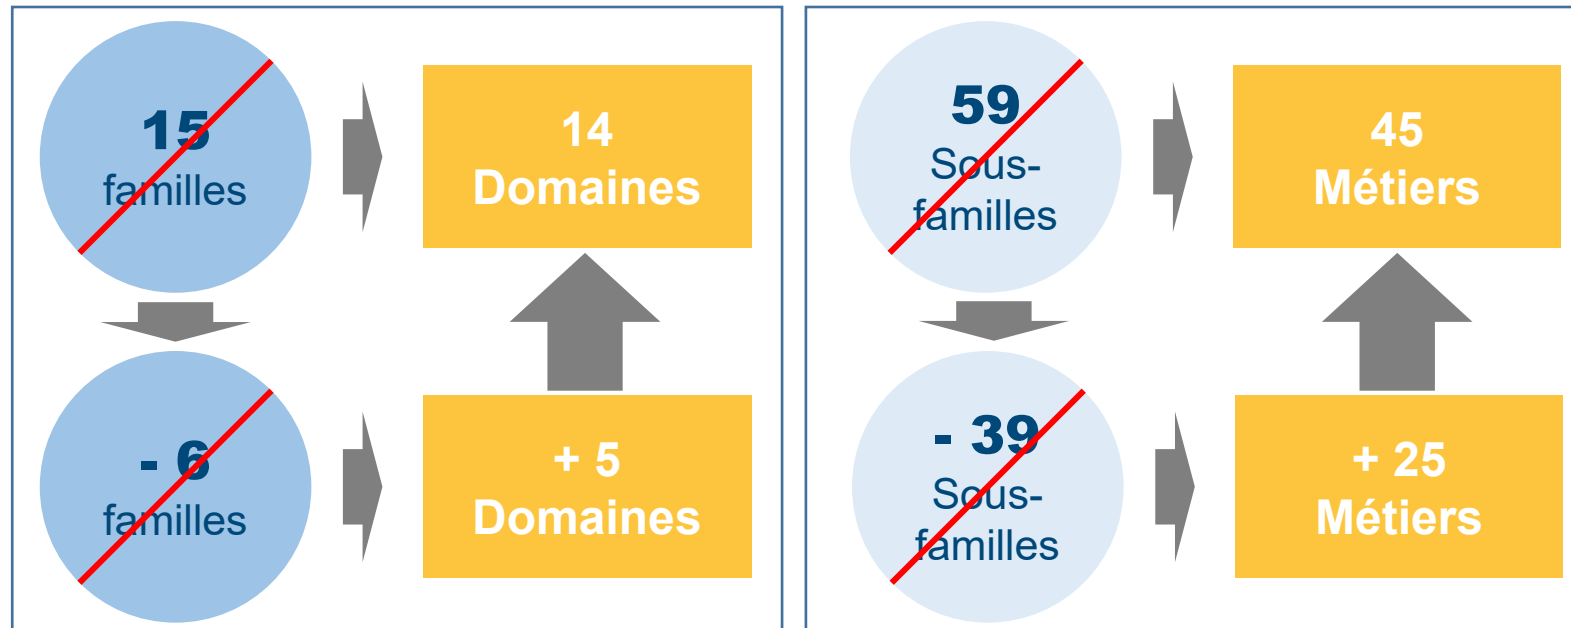 15
familles
14
Domaines
- 6
familles
+ 5
Domaines
59
Sous-
familles
45
Métiers
- 39
Sous-
familles
+ 25
Métiers